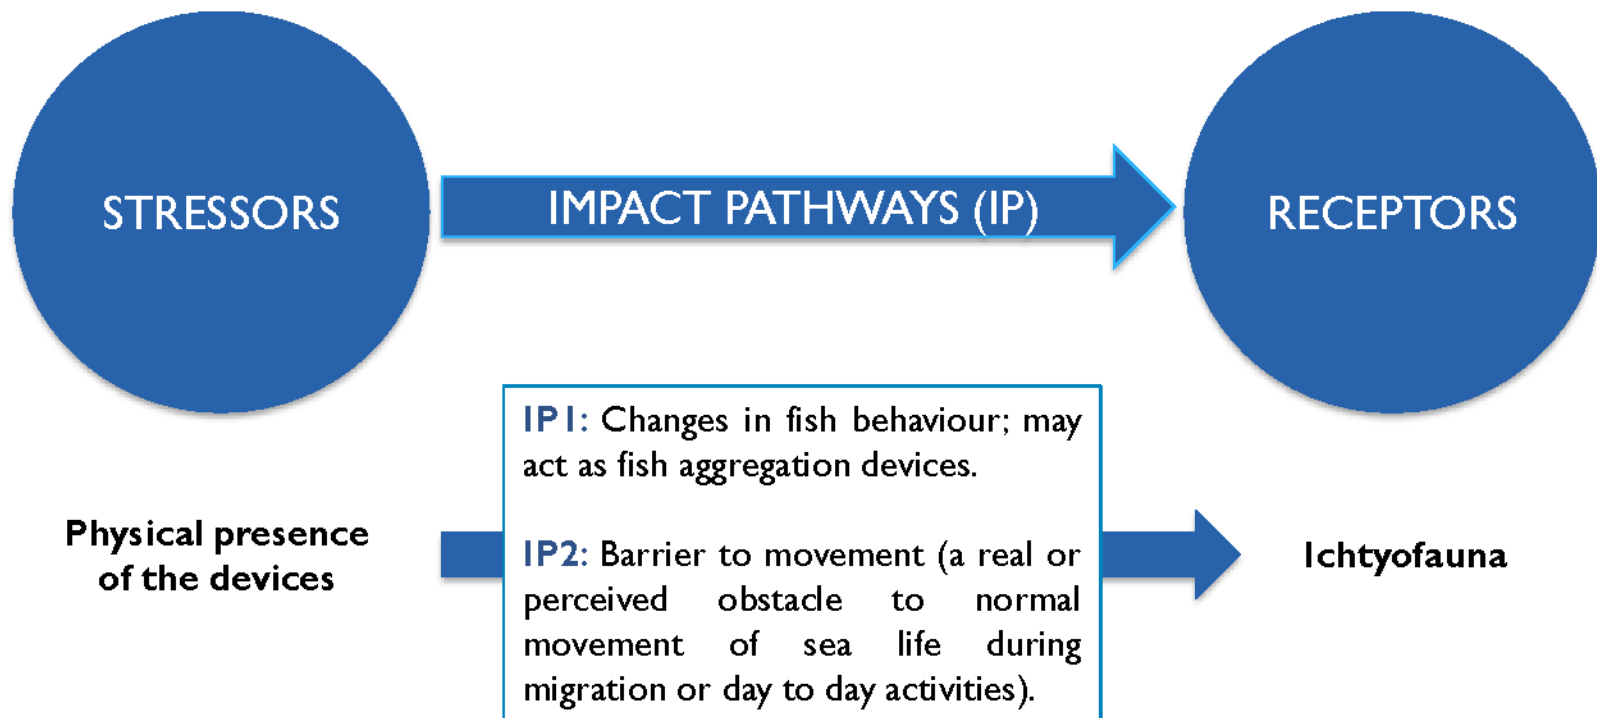 STRESSORS
IMPACT PATHWAYS (IP)
RECEPTORS
IP1: Changes in fish behaviour; may
act as fish aggregation devices.
Physical presence
of the devices
IP2: Barrier to movement (a real or
perceived obstacle to normal
movement of sea life during
migration or day to day activities).
Ichtyofauna